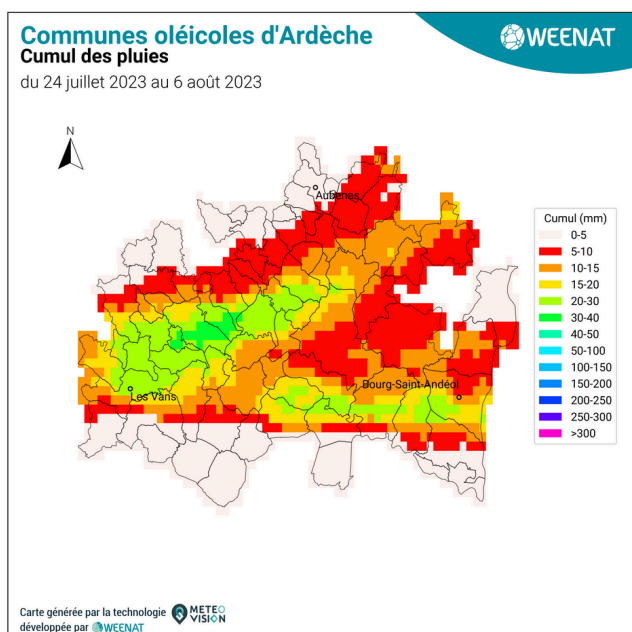 Communes oléicoles d'Ardèche
WEENAT
Cumul des pluies
du 24 juillet 2023 au 6 août 2023
N
Aubenas
Cumul (mm)
0-5
5-10
10-15
15-20
20-30
30-40
40-50
50-100
100-150
150-200
200-250
250-300
>300
Bourg-Saint-Andéol
Les Vans
Carte générée par la technologie METEO VISION
développée par WEENAT